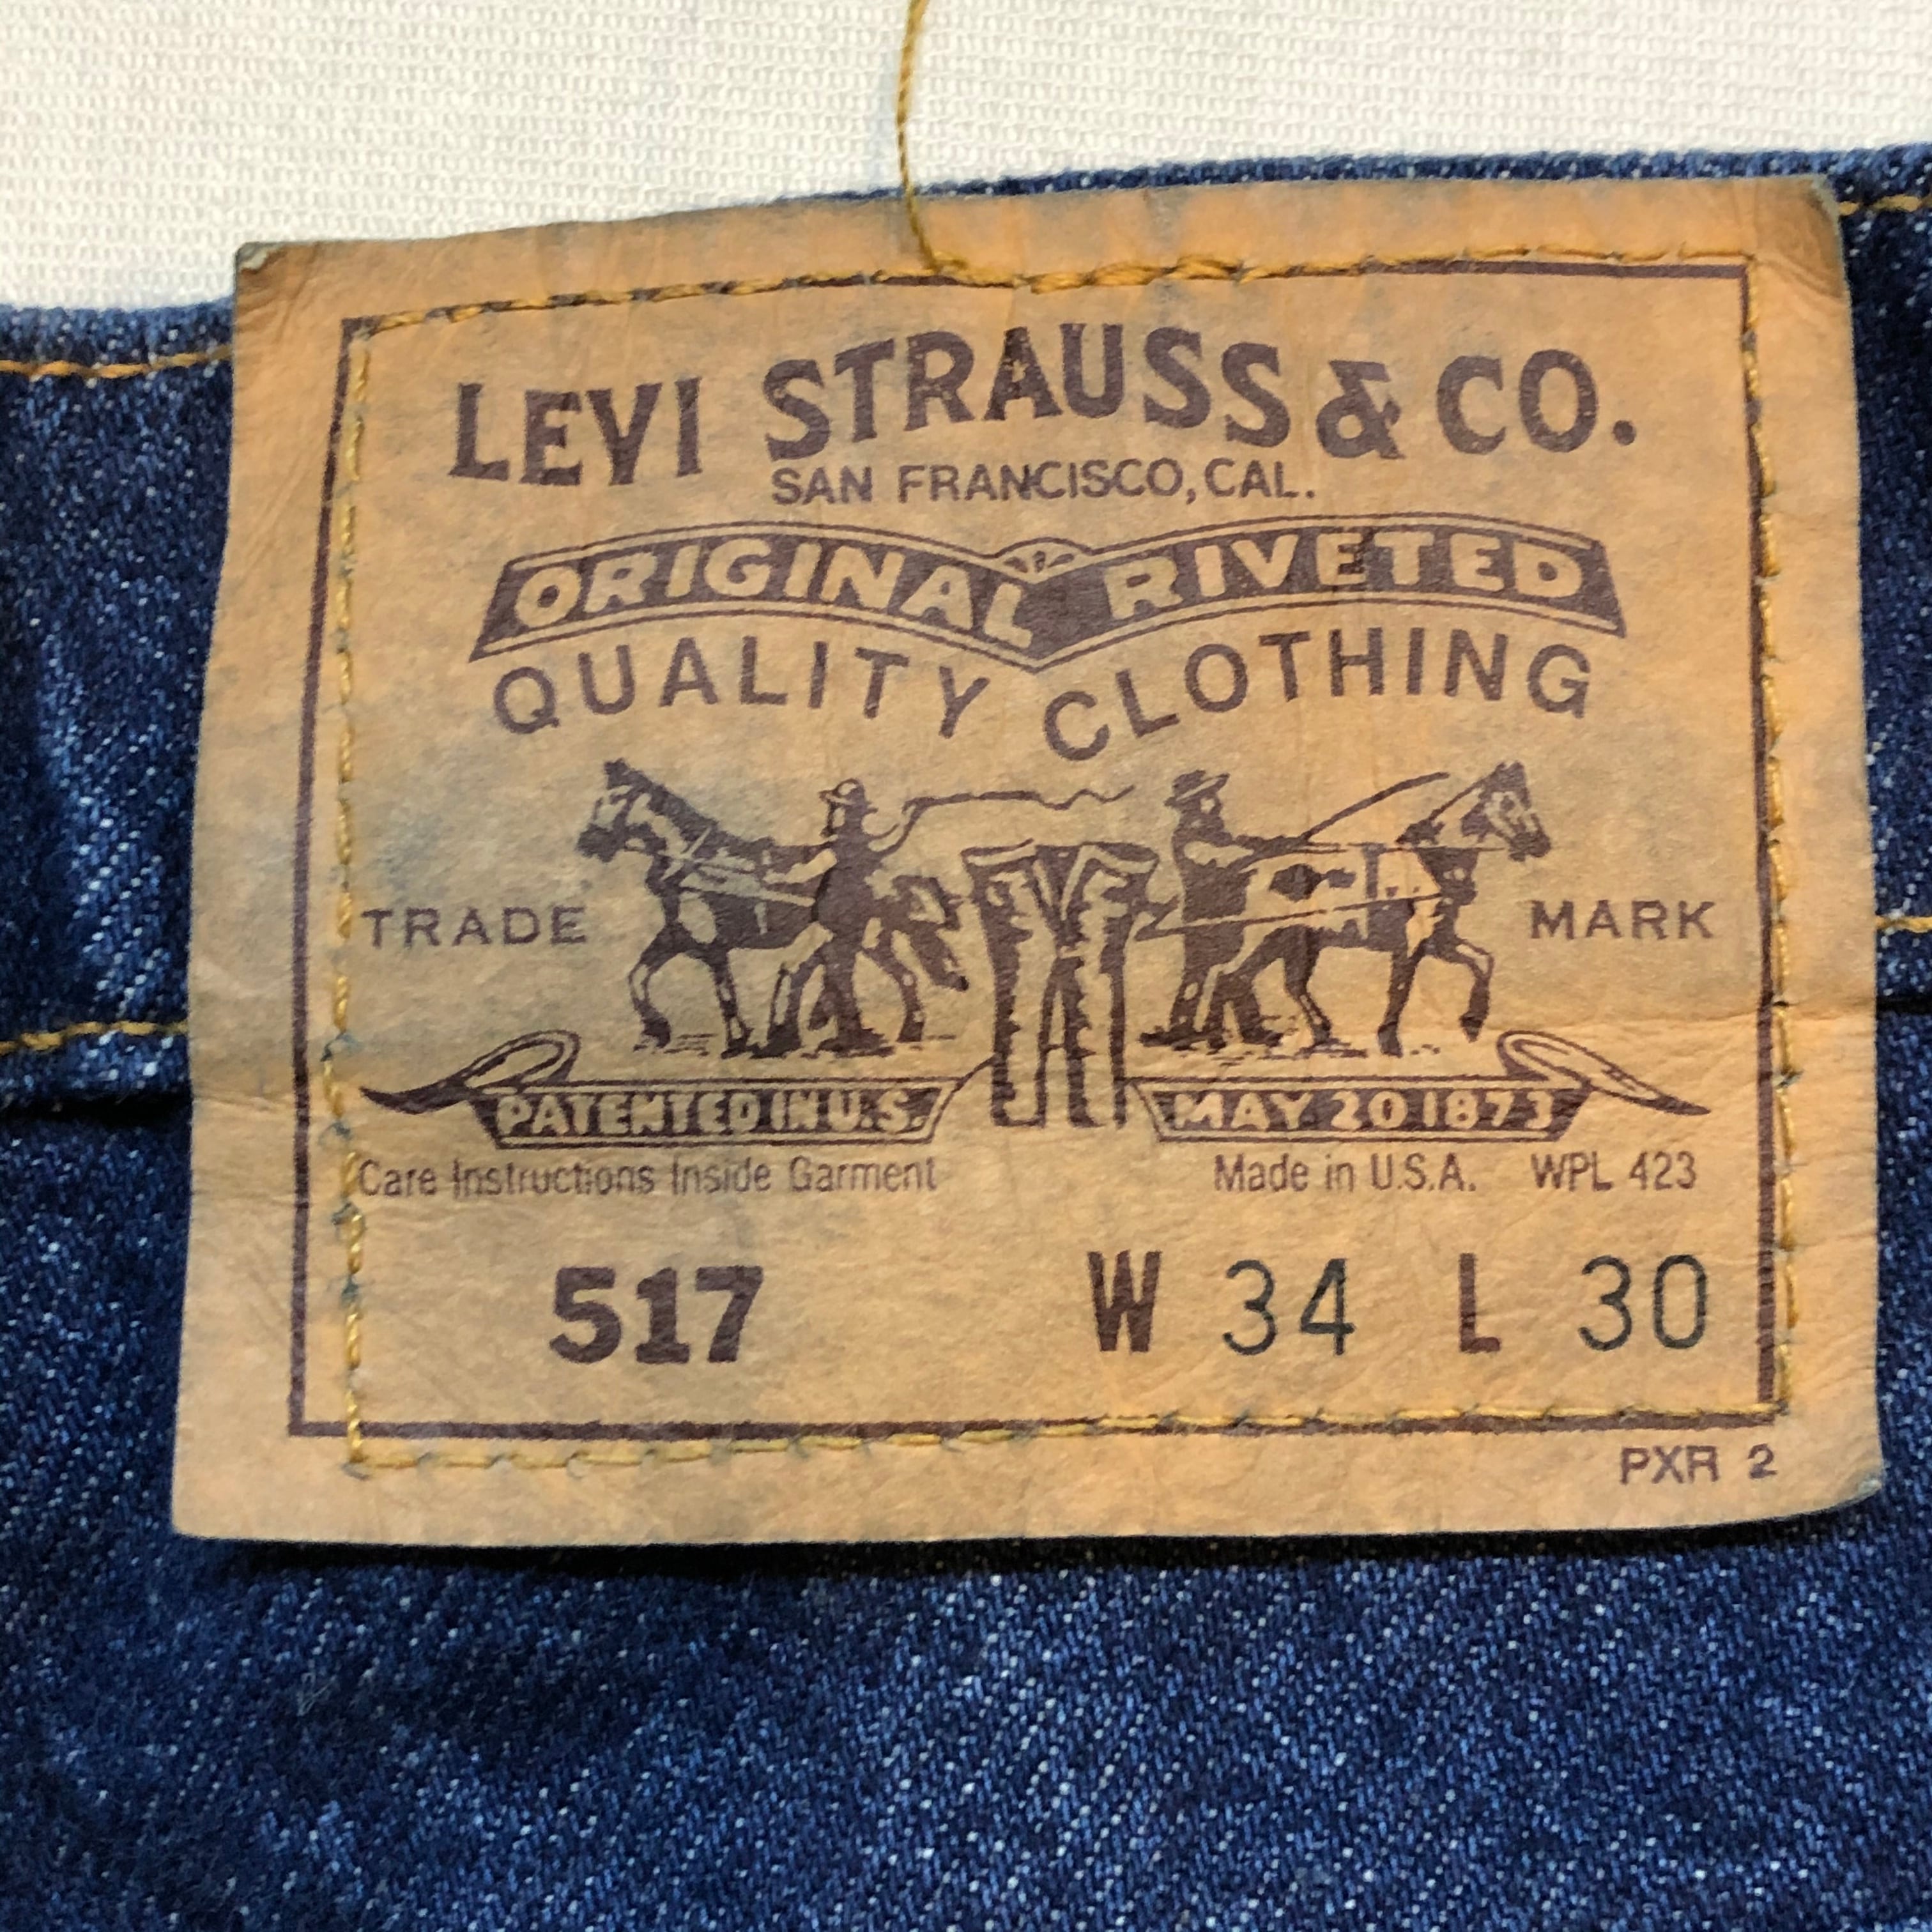 LEVI STRAUSS & CO.
SAN FRANCISCO, CAL.
ORIGINAL RIVETED
QUALITY CLOTHING
TRADE MARK
PATENTED IN U.S. MAY 20 1873
Care Instructions Inside Garment Made in U.S.A. WPL 423
517 W 34 L 30
PXR 2